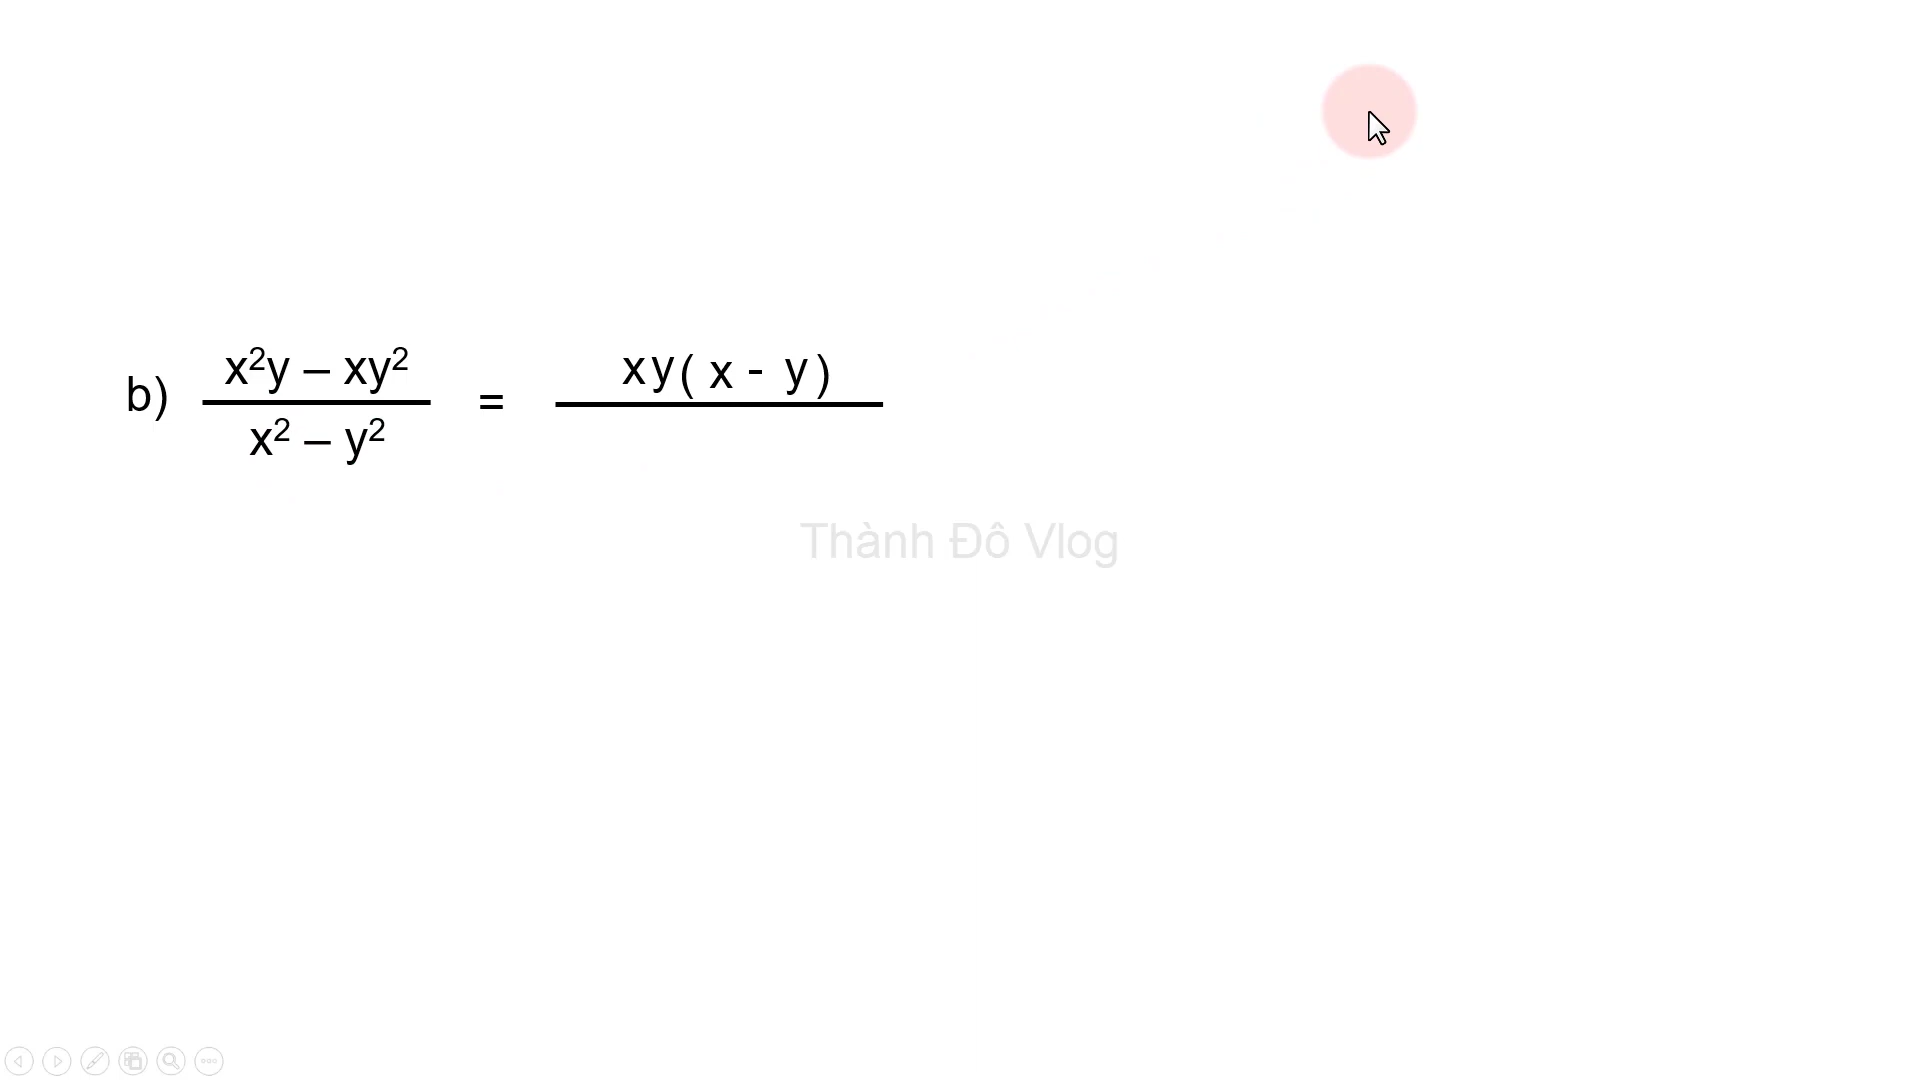 b) x²y – xy² / x² – y² = xy( x - y)
Thành Đô Vlog